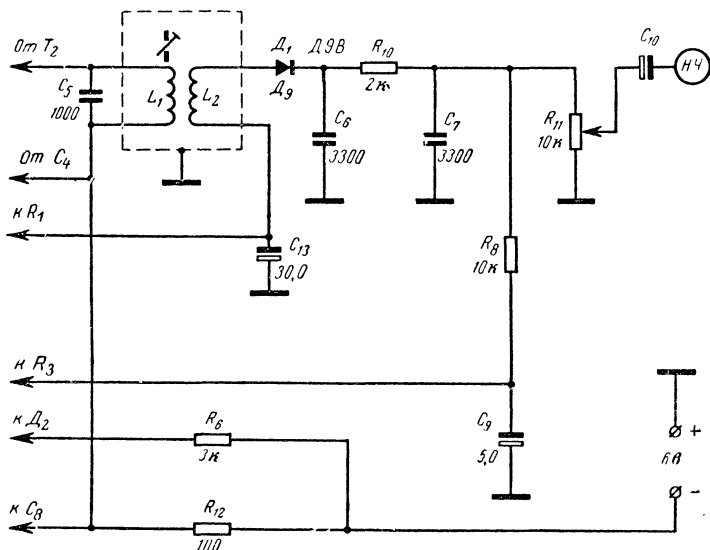 От Т₂
C₅
1000
L₁
L₂
Д₁
Д9В
Д₉
R₁₀
2к
C₆
3300
C₇
3300
R₁₁
10к
C₁₀
НЧ
От C₄
к R₁
C₁₃
30,0
R₈
10к
к R₃
к Д₂
R₆
3к
C₉
5,0
+
6В
-
к C₈
R₁₂
100